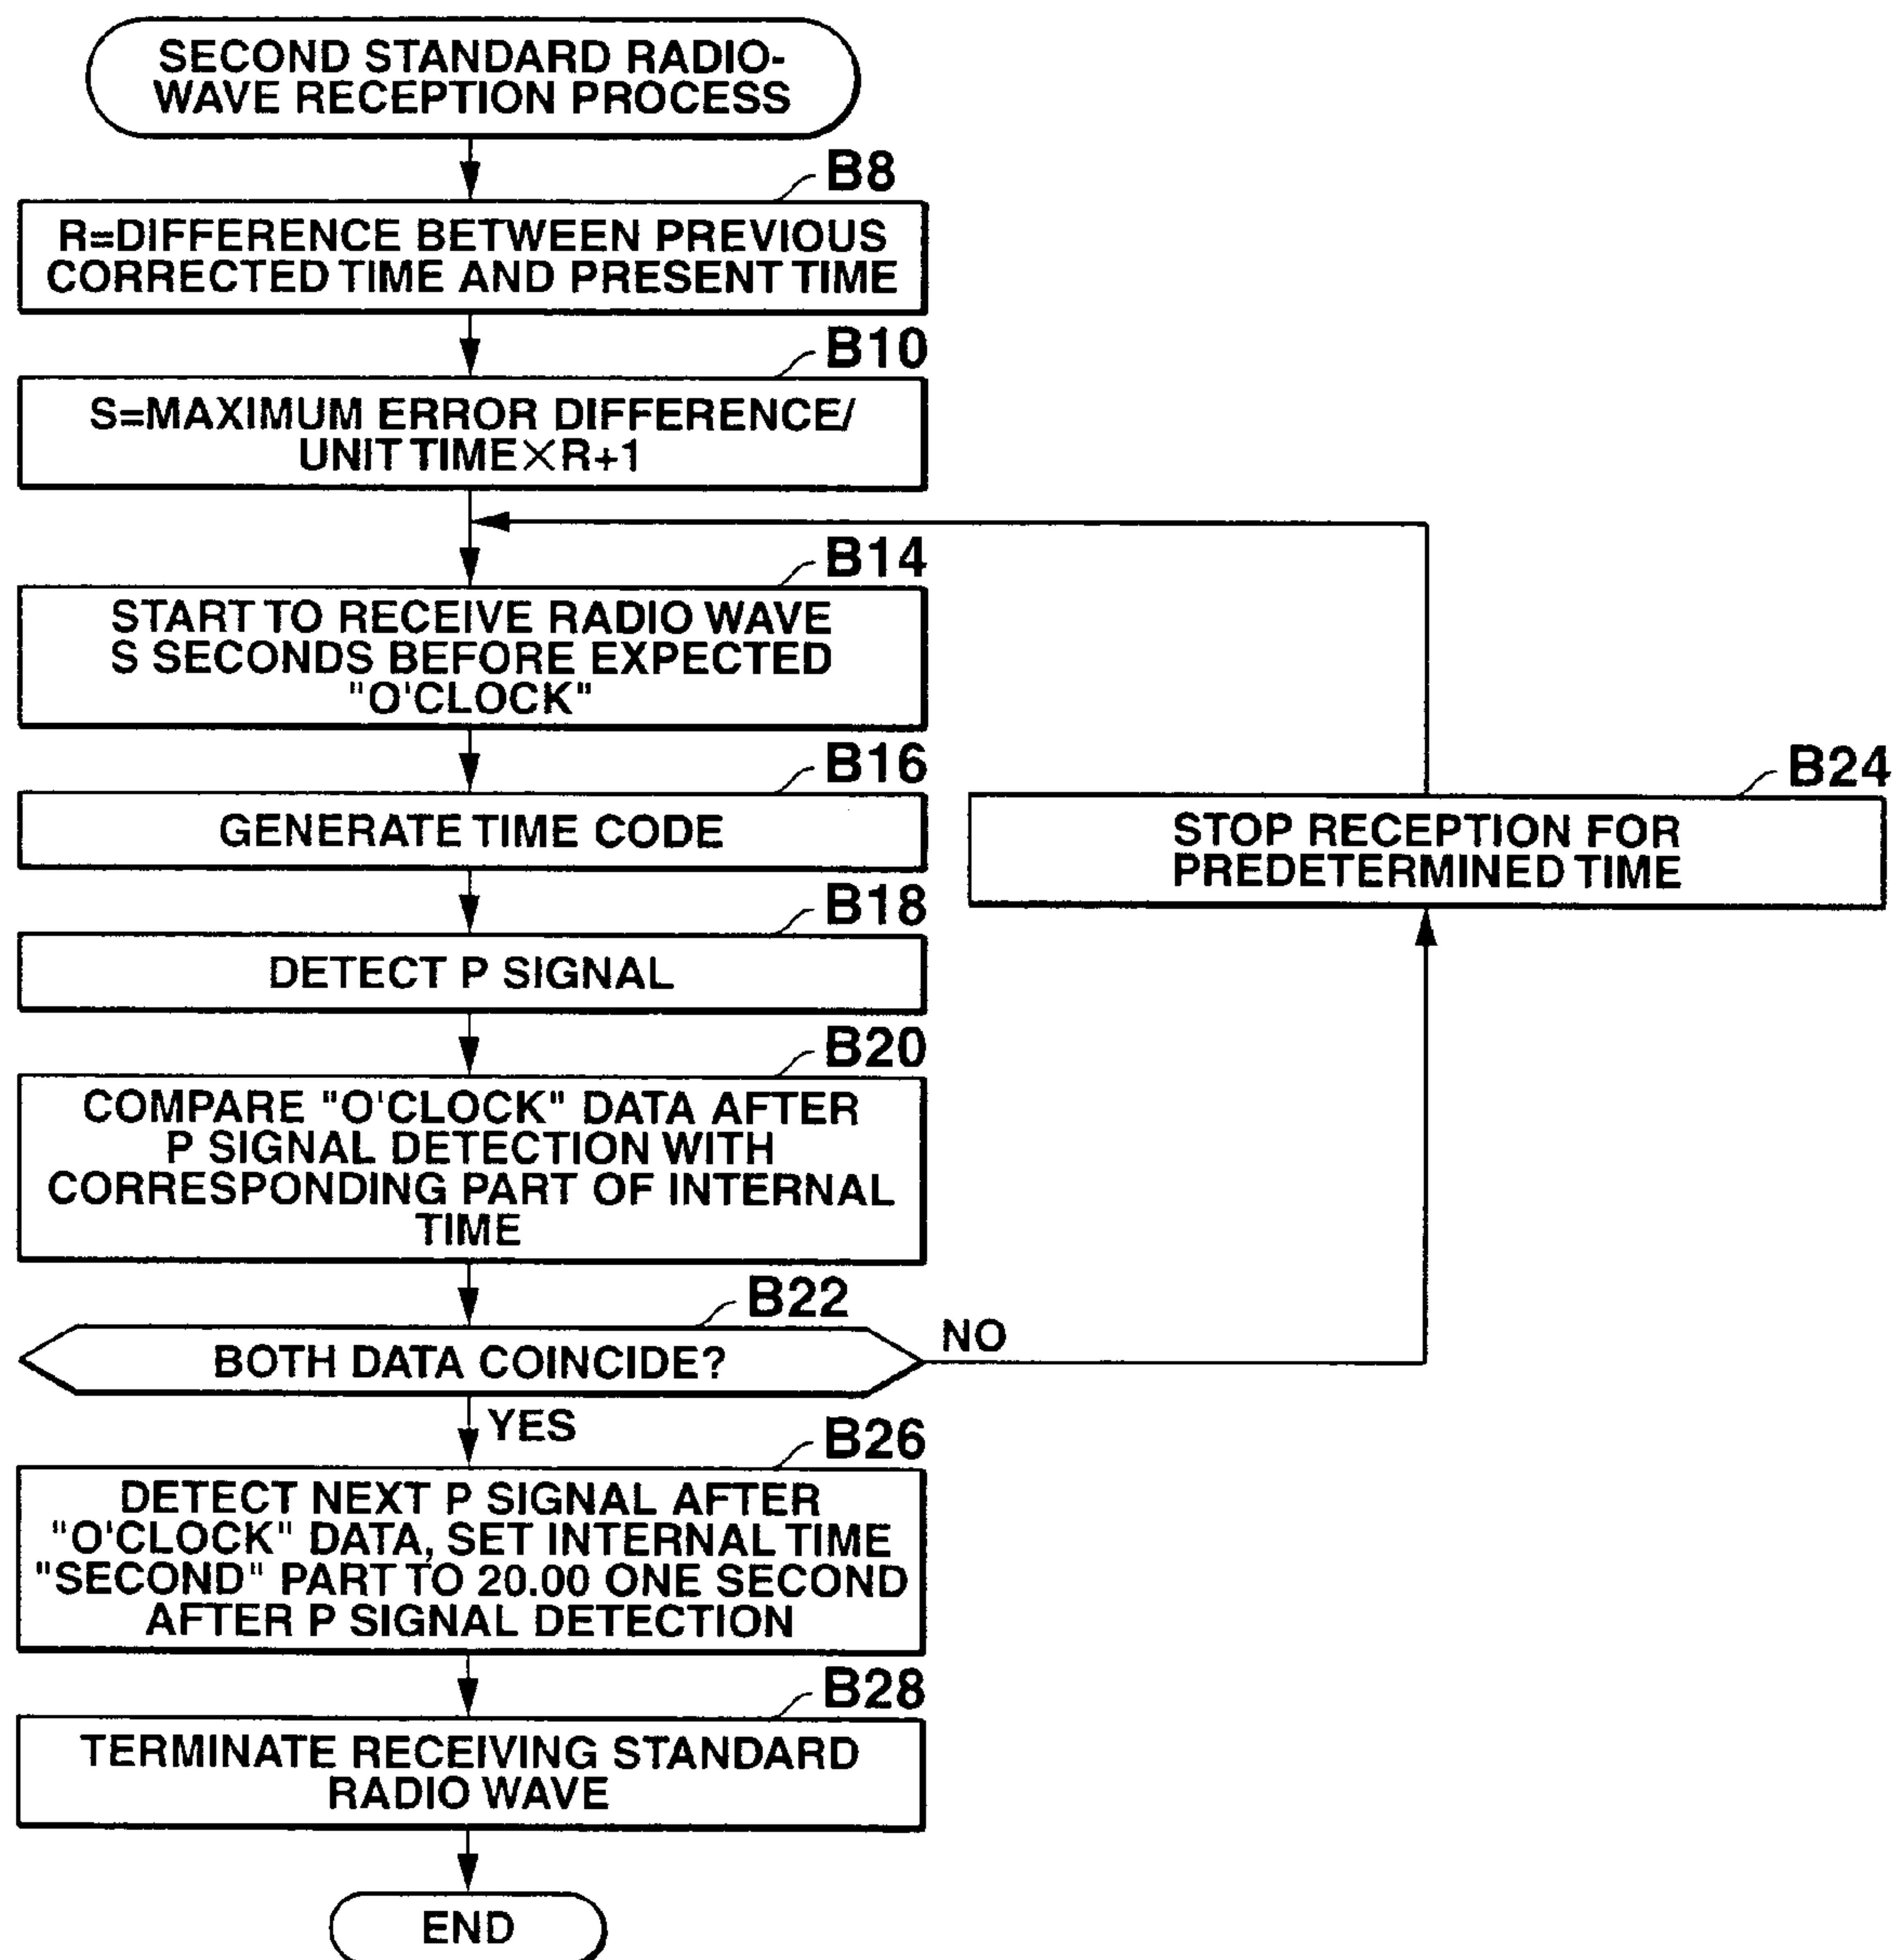 SECOND STANDARD RADIO-
WAVE RECEPTION PROCESS
B8
R=DIFFERENCE BETWEEN PREVIOUS
CORRECTED TIME AND PRESENT TIME
B10
S=MAXIMUM ERROR DIFFERENCE/
UNIT TIME×R+1
B14
START TO RECEIVE RADIO WAVE
S SECONDS BEFORE EXPECTED
"O'CLOCK"
B16
GENERATE TIME CODE
B24
STOP RECEPTION FOR
PREDETERMINED TIME
B18
DETECT P SIGNAL
B20
COMPARE "O'CLOCK" DATA AFTER
P SIGNAL DETECTION WITH
CORRESPONDING PART OF INTERNAL
TIME
B22
BOTH DATA COINCIDE?
NO
YES
B26
DETECT NEXT P SIGNAL AFTER
"O'CLOCK" DATA, SET INTERNAL TIME
"SECOND" PART TO 20.00 ONE SECOND
AFTER P SIGNAL DETECTION
B28
TERMINATE RECEIVING STANDARD
RADIO WAVE
END